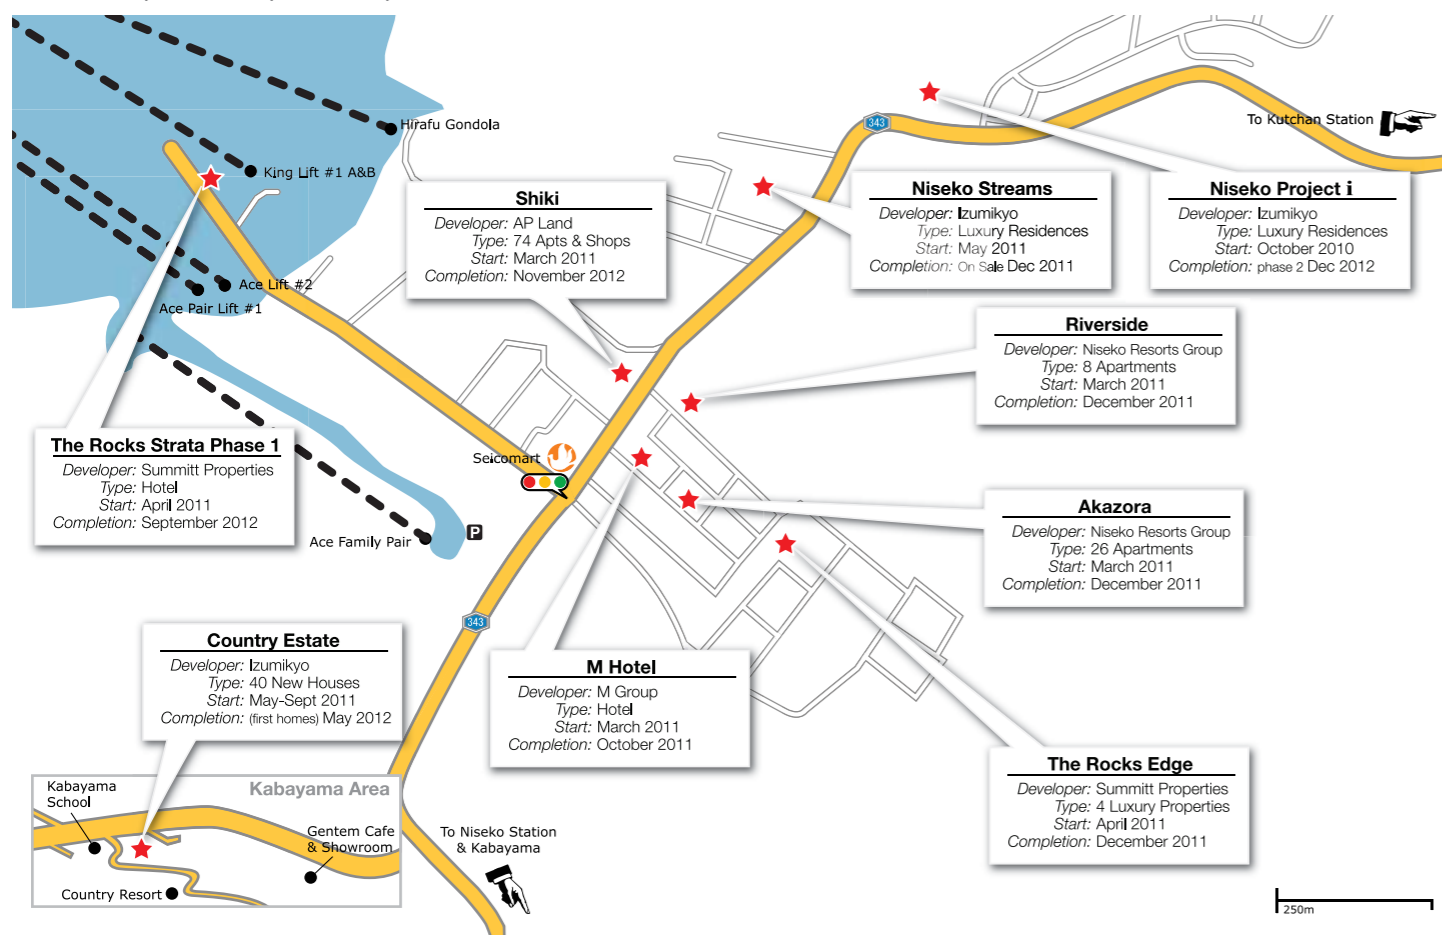 Hirafu Gondola
King Lift #1 A&B
Ace Lift #2
Ace Pair Lift #1
343
To Kutchan Station
Shiki
Developer: AP Land
Type: 74 Apts & Shops
Start: March 2011
Completion: November 2012
Niseko Streams
Developer: Izumikyo
Type: Luxury Residences
Start: May 2011
Completion: On Sale Dec 2011
Niseko Project i
Developer: Izumikyo
Type: Luxury Residences
Start: October 2010
Completion: phase 2 Dec 2012
Riverside
Developer: Niseko Resorts Group
Type: 8 Apartments
Start: March 2011
Completion: December 2011
The Rocks Strata Phase 1
Developer: Summitt Properties
Type: Hotel
Start: April 2011
Completion: September 2012
Seicomart
Ace Family Pair
P
Akazora
Developer: Niseko Resorts Group
Type: 26 Apartments
Start: March 2011
Completion: December 2011
343
Country Estate
Developer: Izumikyo
Type: 40 New Houses
Start: May-Sept 2011
Completion: (first homes) May 2012
M Hotel
Developer: M Group
Type: Hotel
Start: March 2011
Completion: October 2011
The Rocks Edge
Developer: Summitt Properties
Type: 4 Luxury Properties
Start: April 2011
Completion: December 2011
Kabayama Area
Kabayama
School
Gentem Cafe
& Showroom
Country Resort
To Niseko Station
& Kabayama
250m